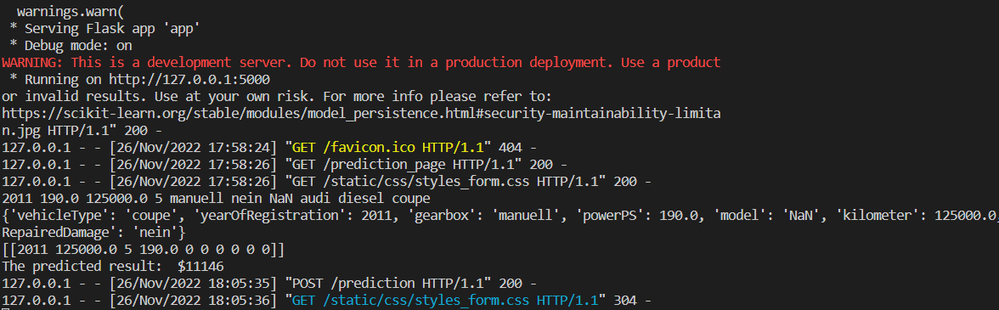 warnings.warn(
* Serving Flask app 'app'
* Debug mode: on
WARNING: This is a development server. Do not use it in a production deployment. Use a product
* Running on http://127.0.0.1:5000
or invalid results. Use at your own risk. For more info please refer to:
https://scikit-learn.org/stable/modules/model_persistence.html#security-maintainability-limita
n.jpg HTTP/1.1" 200 -
127.0.0.1 - - [26/Nov/2022 17:58:24] "GET /favicon.ico HTTP/1.1" 404 -
127.0.0.1 - - [26/Nov/2022 17:58:26] "GET /prediction_page HTTP/1.1" 200 -
127.0.0.1 - - [26/Nov/2022 17:58:26] "GET /static/css/styles_form.css HTTP/1.1" 200 -
2011 190.0 125000.0 5 manuell nein NaN audi diesel coupe
{'vehicleType': 'coupe', 'yearOfRegistration': 2011, 'gearbox': 'manuell', 'powerPS': 190.0, 'model': 'NaN', 'kilometer': 125000.0,
RepairedDamage': 'nein'}
[[2011 125000.0 5 190.0 0 0 0 0 0 0]]
The predicted result:  $11146
127.0.0.1 - - [26/Nov/2022 18:05:35] "POST /prediction HTTP/1.1" 200 -
127.0.0.1 - - [26/Nov/2022 18:05:36] "GET /static/css/styles_form.css HTTP/1.1" 304 -